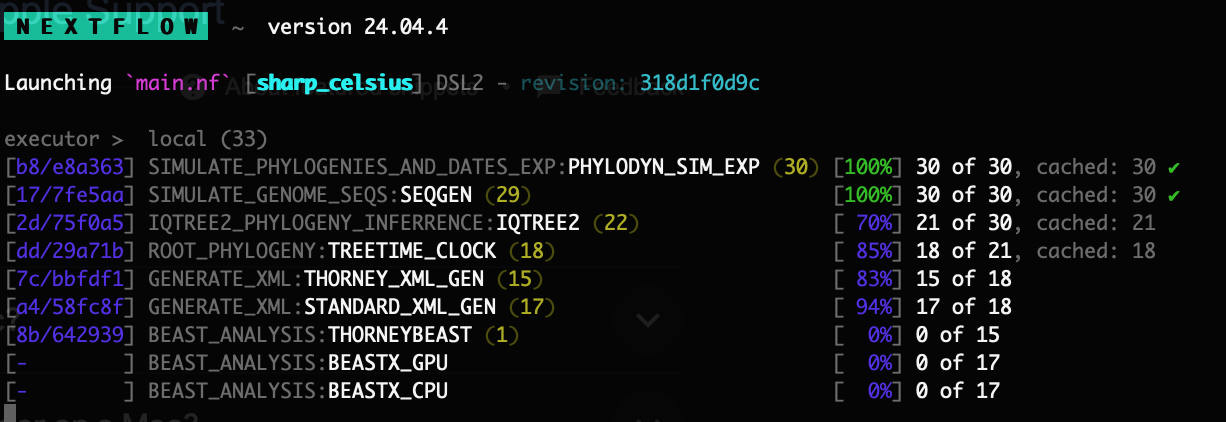 pple Support
NEXTFLOW ~ version 24.04.4
Launching `main.nf` [sharp_celsius] DSL2 - revision: 318d1f0d9c
executor > local (33)
[b8/e8a363] SIMULATE_PHYLOGENIES_AND_DATES_EXP:PHYLODYN_SIM_EXP (30) [100%] 30 of 30, cached: 30 ✔
[17/7fe5aa] SIMULATE_GENOME_SEQS:SEQGEN (29) [100%] 30 of 30, cached: 30 ✔
[2d/75f0a5] IQTREE2_PHYLOGENY_INFERRENCE:IQTREE2 (22) [ 70%] 21 of 30, cached: 21
[dd/29a71b] ROOT_PHYLOGENY:TREETIME_CLOCK (18) [ 85%] 18 of 21, cached: 18
[7c/bbfdf1] GENERATE_XML:THORNEY_XML_GEN (15) [ 83%] 15 of 18
[a4/58fc8f] GENERATE_XML:STANDARD_XML_GEN (17) [ 94%] 17 of 18
[8b/642939] BEAST_ANALYSIS:THORNEYBEAST (1) [ 0%] 0 of 15
[- ] BEAST_ANALYSIS:BEASTX_GPU [ 0%] 0 of 17
[- ] BEAST_ANALYSIS:BEASTX_CPU [ 0%] 0 of 17